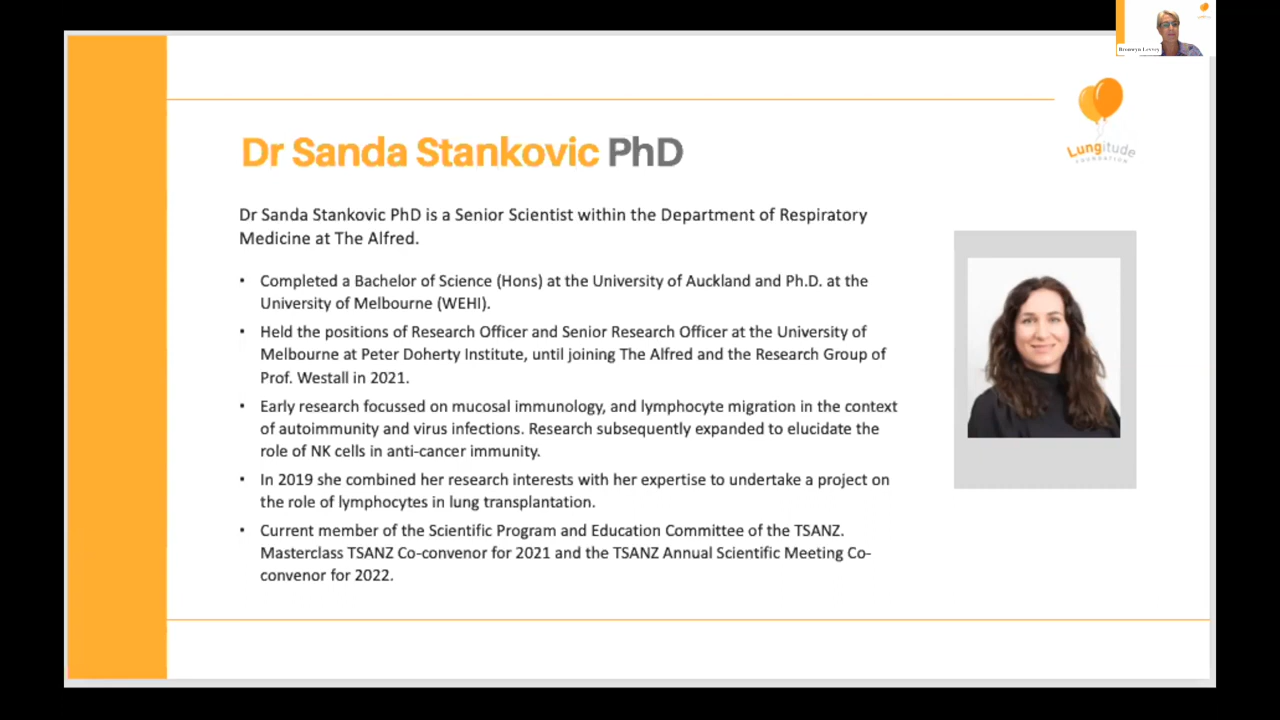 Bronwyn Levvey
Lungitude
FOUNDATION
Dr Sanda Stankovic PhD
Dr Sanda Stankovic PhD is a Senior Scientist within the Department of Respiratory
Medicine at The Alfred.
• Completed a Bachelor of Science (Hons) at the University of Auckland and Ph.D. at the
University of Melbourne (WEHI).
• Held the positions of Research Officer and Senior Research Officer at the University of
Melbourne at Peter Doherty Institute, until joining The Alfred and the Research Group of
Prof. Westall in 2021.
• Early research focussed on mucosal immunology, and lymphocyte migration in the context
of autoimmunity and virus infections. Research subsequently expanded to elucidate the
role of NK cells in anti-cancer immunity.
• In 2019 she combined her research interests with her expertise to undertake a project on
the role of lymphocytes in lung transplantation.
• Current member of the Scientific Program and Education Committee of the TSANZ.
Masterclass TSANZ Co-convenor for 2021 and the TSANZ Annual Scientific Meeting Co-
convenor for 2022.